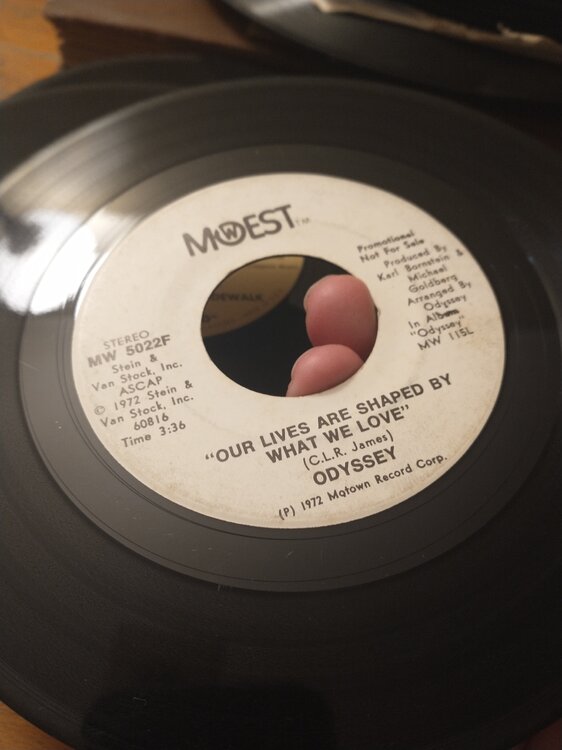 MOWEST TM
Promotional
Not For Sale
Produced By
Karl Bornstein &
Michael
Goldberg
Arranged By
Odyssey
In Album
"Odyssey"
MW 115L
STEREO
MW 5022F
Stein &
Van Stock, Inc.
ASCAP
© 1972 Stein &
Van Stock, Inc.
60816
Time 3:36
"OUR LIVES ARE SHAPED BY
WHAT WE LOVE"
(C.L.R. James)
ODYSSEY
(P) 1972 Motown Record Corp.